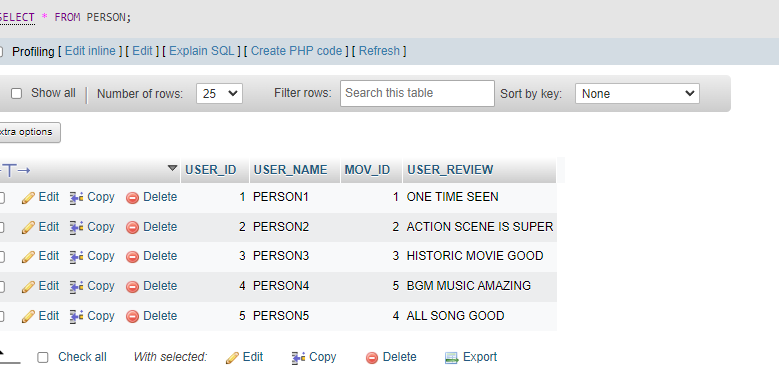 SELECT * FROM PERSON;
Profiling [ Edit inline ] [ Edit ] [ Explain SQL ] [ Create PHP code ] [ Refresh ]
Show all Number of rows: 25 Filter rows: Search this table Sort by key: None
xtra options
USER_ID USER_NAME MOV_ID USER_REVIEW
Edit Copy Delete 1 PERSON1 1 ONE TIME SEEN
Edit Copy Delete 2 PERSON2 2 ACTION SCENE IS SUPER
Edit Copy Delete 3 PERSON3 3 HISTORIC MOVIE GOOD
Edit Copy Delete 4 PERSON4 5 BGM MUSIC AMAZING
Edit Copy Delete 5 PERSON5 4 ALL SONG GOOD
Check all With selected: Edit Copy Delete Export